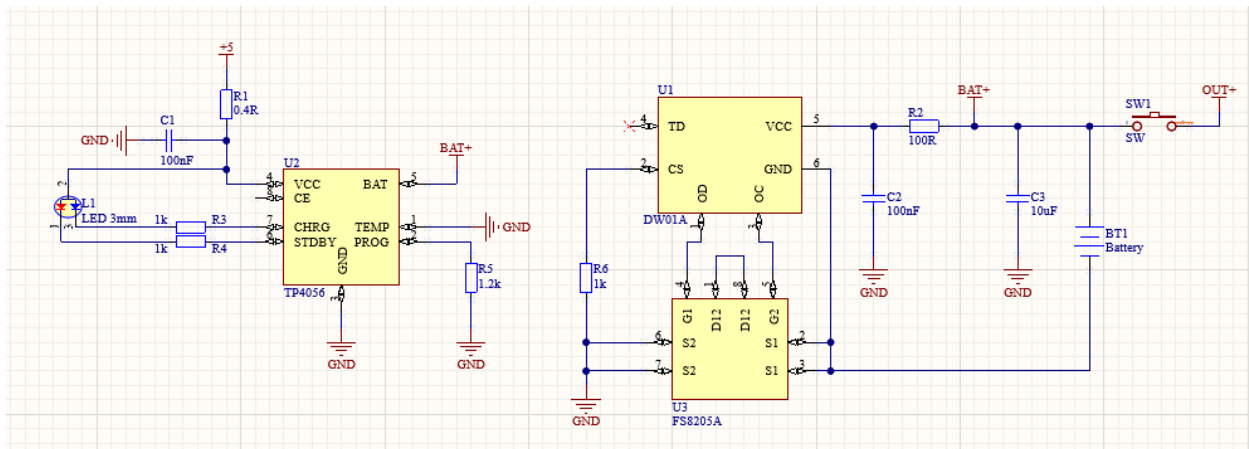 +5
R1
0.4R
C1
GND
100nF
U2
BAT+
4
VCC
BAT
5
8
CE
2
L1
LED 3mm
1
3
1k
R3
7
CHRG
TEMP
1
GND
1k
R4
6
STDBY
PROG
2
GND
TP4056
3
GND
R5
1.2k
GND
U1
4
TD
VCC
5
2
CS
GND
6
OD
OC
DW01A
1
3
R2
100R
BAT+
SW1
SW
OUT+
C2
100nF
GND
C3
10uF
GND
BT1
Battery
R6
1k
4
1
8
5
G1
D12
D12
G2
6
S2
S1
2
7
S2
S1
3
GND
U3
FS8205A